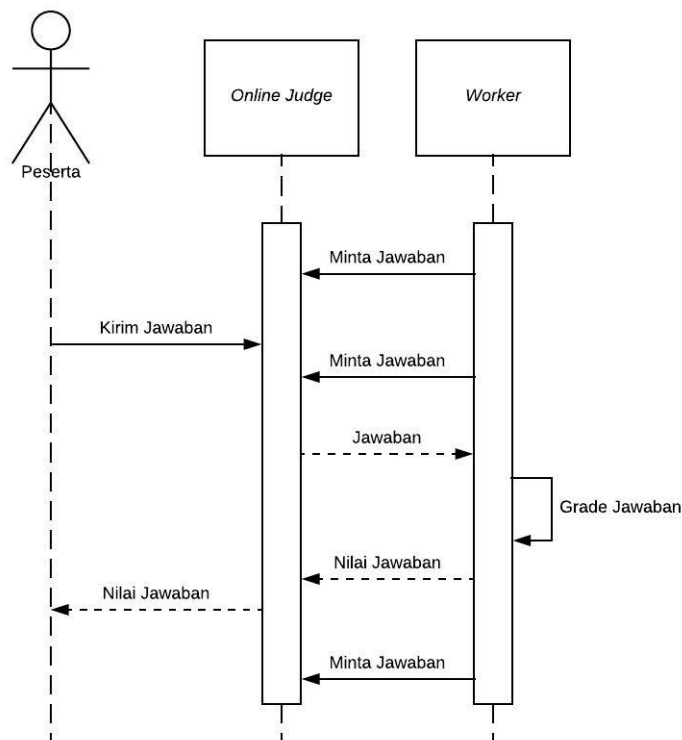 Peserta
Online Judge
Worker
Minta Jawaban
Kirim Jawaban
Minta Jawaban
Jawaban
Grade Jawaban
Nilai Jawaban
Nilai Jawaban
Minta Jawaban